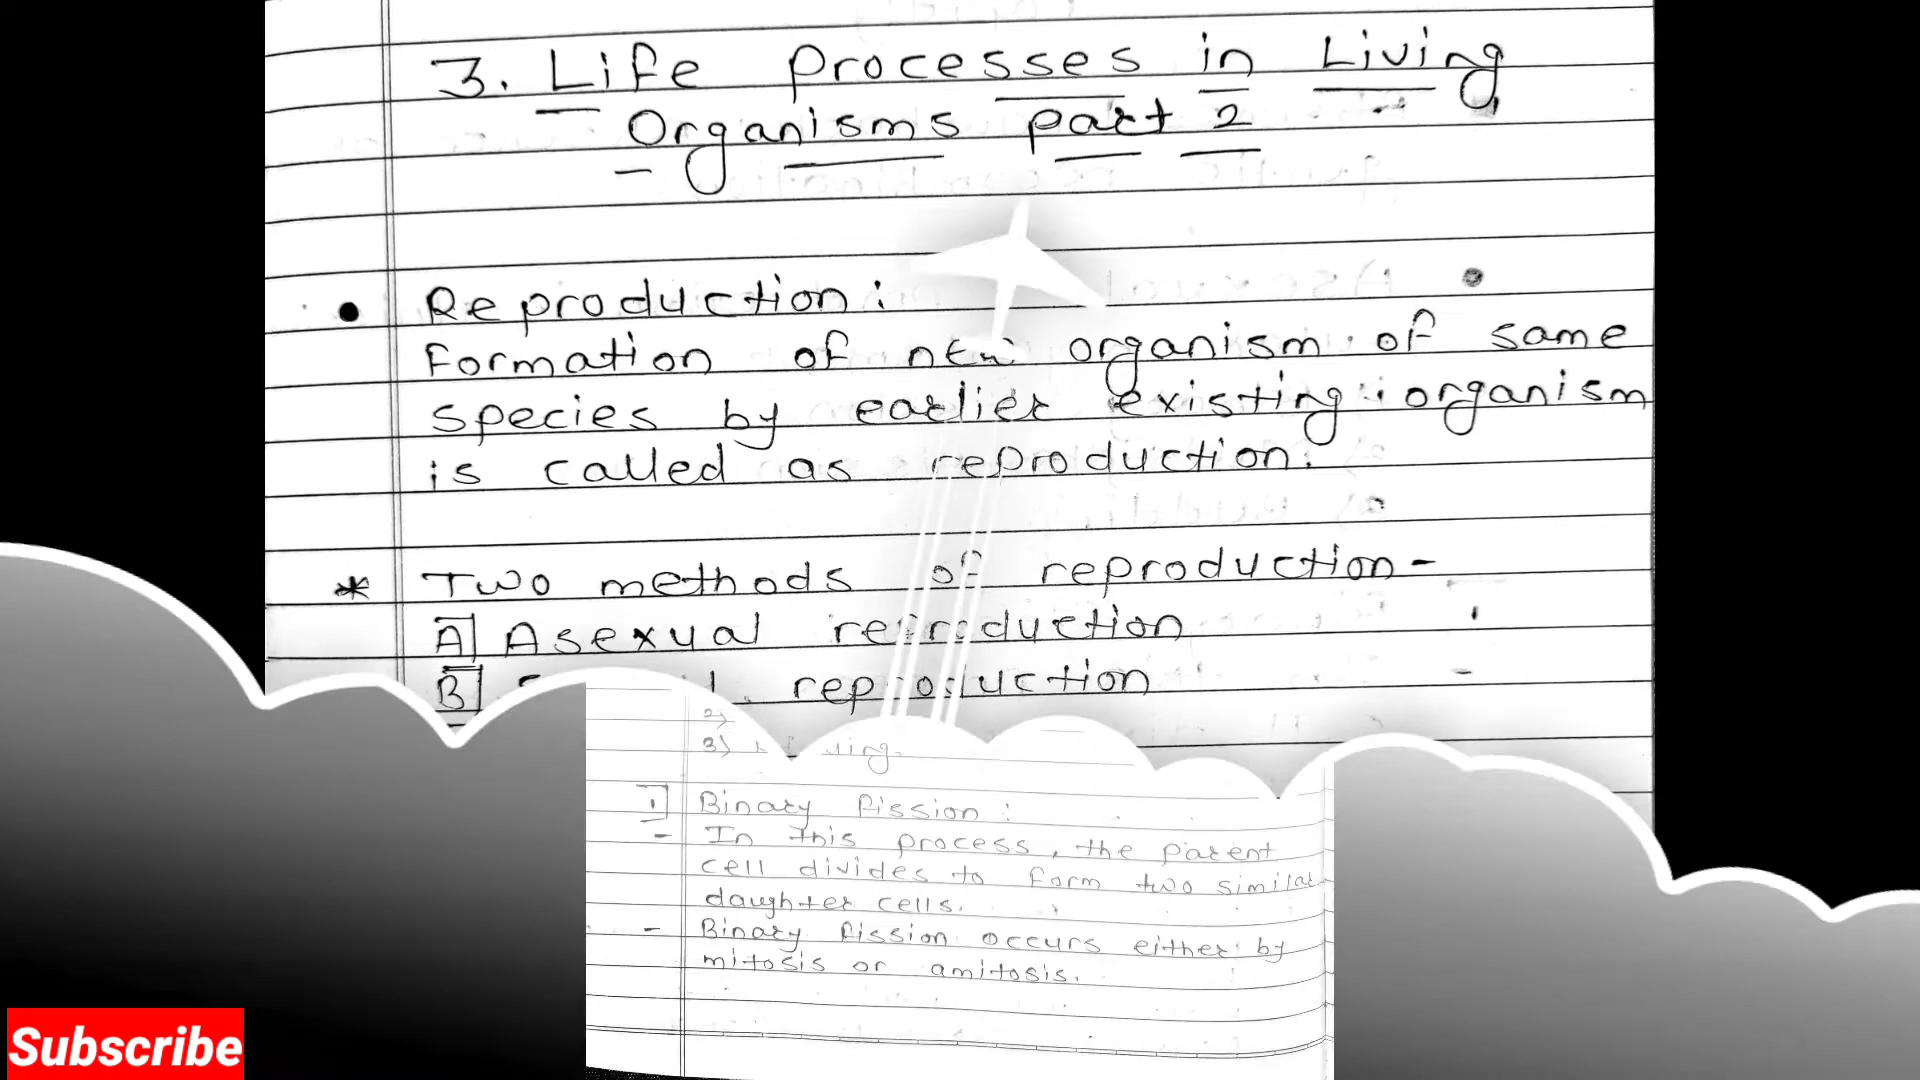 3. Life processes in Living
Organisms part 2
Reproduction:
Formation of new organism of same
species by earlier existing organism
is called as reproduction.
* Two methods of reproduction-
A] Asexual reproduction
B] reproduction
2)
3)
1] Binary fission:
- In this process, the parent
cell divides to form two similar
daughter cells.
- Binary fission occurs either by
mitosis or amitosis.
Subscribe